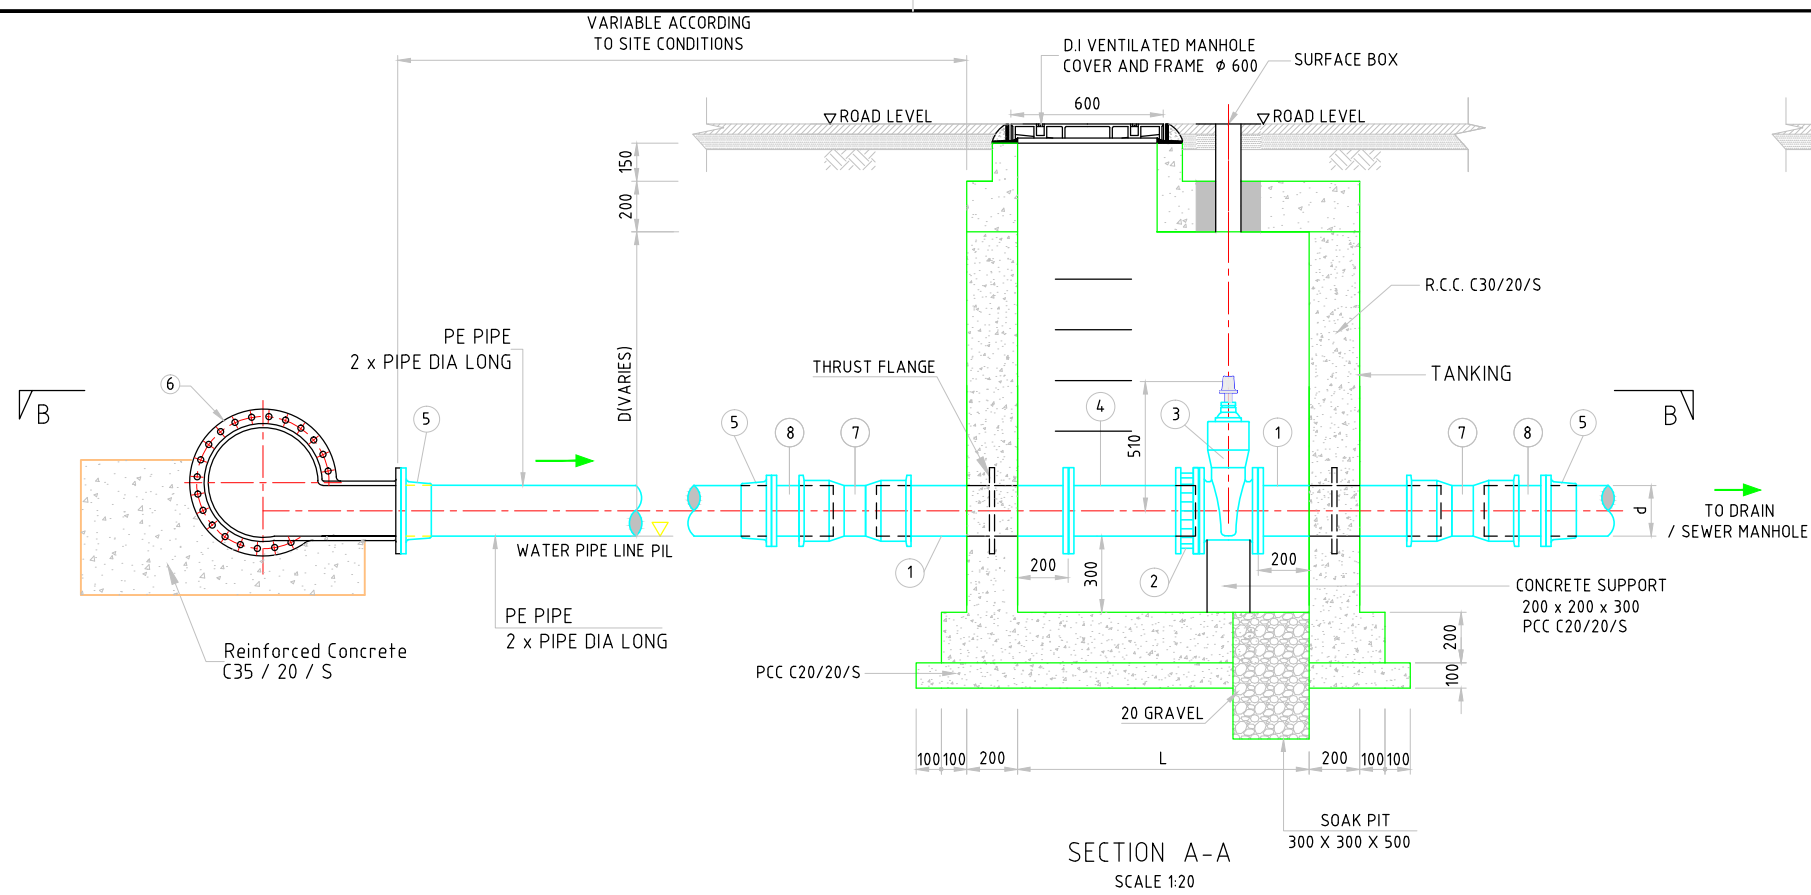 VARIABLE ACCORDING
TO SITE CONDITIONS
D.I VENTILATED MANHOLE
COVER AND FRAME ϕ 600
SURFACE BOX
600
ROAD LEVEL
ROAD LEVEL
150
200
R.C.C. C30/20/S
PE PIPE
2 x PIPE DIA LONG
D(VARIES)
THRUST FLANGE
TANKING
6
5
B
B
4
3
1
5
8
7
7
8
5
510
d
TO DRAIN
/ SEWER MANHOLE
WATER PIPE LINE PIL
1
200
300
2
200
CONCRETE SUPPORT
200 x 200 x 300
PCC C20/20/S
PE PIPE
2 x PIPE DIA LONG
Reinforced Concrete
C35 / 20 / S
200
100
PCC C20/20/S
20 GRAVEL
100
100
200
L
200
100
100
SOAK PIT
300 X 300 X 500
SECTION A-A
SCALE 1:20